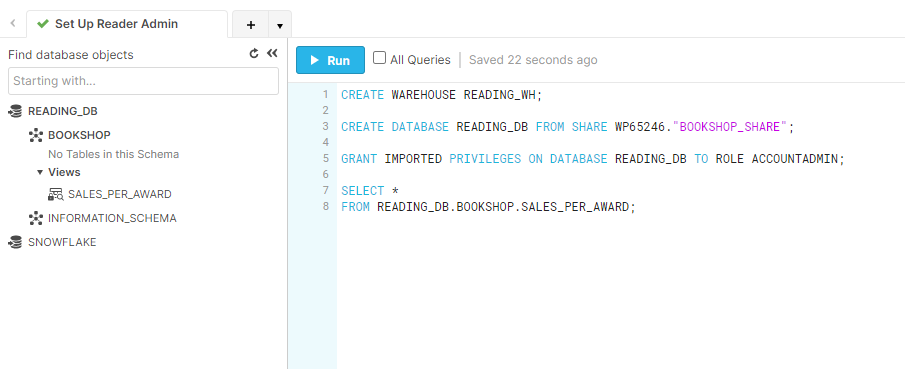 Set Up Reader Admin
+
Find database objects
Starting with...
READING_DB
BOOKSHOP
No Tables in this Schema
Views
SALES_PER_AWARD
INFORMATION_SCHEMA
SNOWFLAKE
Run All Queries Saved 22 seconds ago
1 CREATE WAREHOUSE READING_WH;
2
3 CREATE DATABASE READING_DB FROM SHARE WP65246."BOOKSHOP_SHARE";
4
5 GRANT IMPORTED PRIVILEGES ON DATABASE READING_DB TO ROLE ACCOUNTADMIN;
6
7 SELECT *
8 FROM READING_DB.BOOKSHOP.SALES_PER_AWARD;